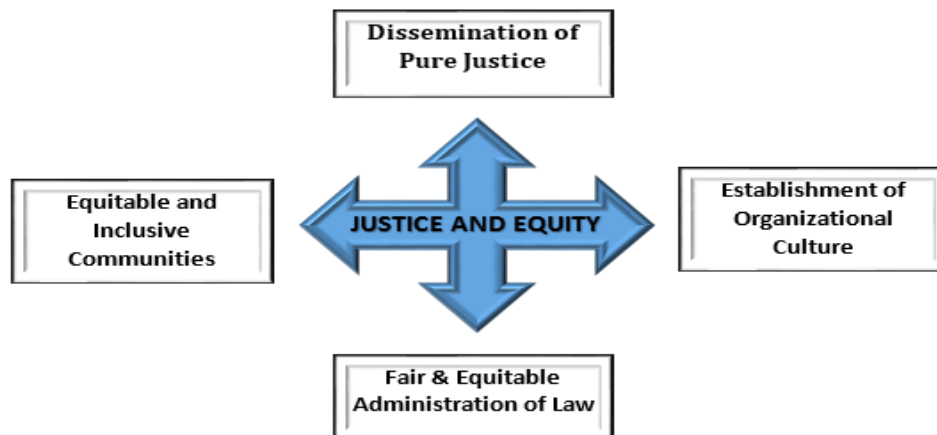 Dissemination of
Pure Justice
Equitable and
Inclusive
Communities
JUSTICE AND EQUITY
Establishment of
Organizational
Culture
Fair & Equitable
Administration of Law